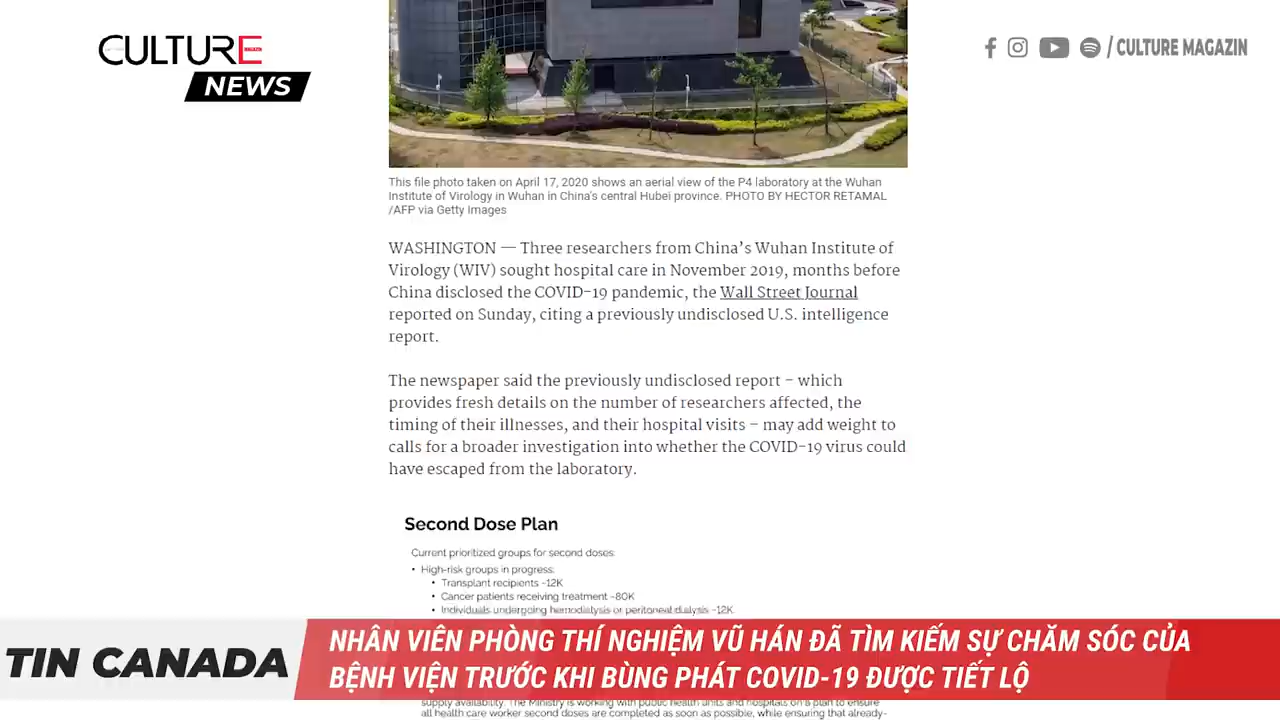 CULTURE
NEWS
/ CULTURE MAGAZIN
This file photo taken on April 17, 2020 shows an aerial view of the P4 laboratory at the Wuhan
Institute of Virology in Wuhan in China's central Hubei province. PHOTO BY HECTOR RETAMAL
/AFP via Getty Images
WASHINGTON — Three researchers from China’s Wuhan Institute of
Virology (WIV) sought hospital care in November 2019, months before
China disclosed the COVID-19 pandemic, the Wall Street Journal
reported on Sunday, citing a previously undisclosed U.S. intelligence
report.
The newspaper said the previously undisclosed report – which
provides fresh details on the number of researchers affected, the
timing of their illnesses, and their hospital visits – may add weight to
calls for a broader investigation into whether the COVID-19 virus could
have escaped from the laboratory.
Second Dose Plan
Current prioritized groups for second doses:
• High-risk groups in progress:
• Transplant recipients ~12K
• Cancer patients receiving treatment ~80K
• Individuals undergoing hemodialysis or peritoneal dialysis ~12K
TIN CANADA
NHÂN VIÊN PHÒNG THÍ NGHIỆM VŨ HÁN ĐÃ TÌM KIẾM SỰ CHĂM SÓC CỦA
BỆNH VIỆN TRƯỚC KHI BÙNG PHÁT COVID-19 ĐƯỢC TIẾT LỘ
supply availability. The Ministry is working with public health units and hospitals on a plan to ensure
all health care worker second doses are completed as soon as possible, while ensuring that already-